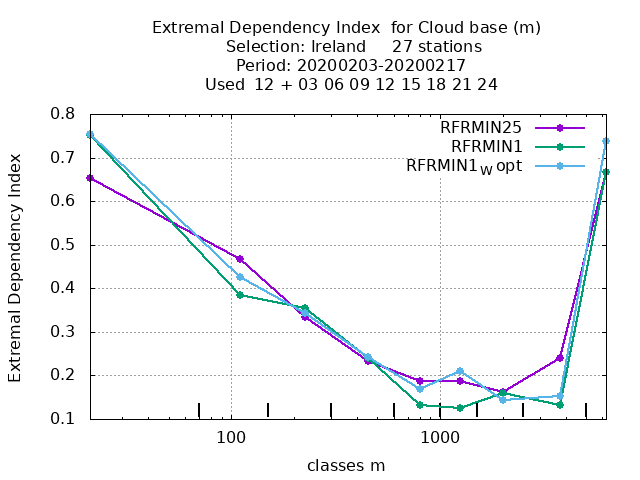 Extremal Dependency Index  for Cloud base (m)
Selection: Ireland     27 stations
Period: 20200203-20200217
Used  12 + 03 06 09 12 15 18 21 24
RFRMIN25
RFRMIN1
RFRMIN1W opt
0.8
0.7
0.6
0.5
0.4
0.3
0.2
0.1
Extremal Dependency Index
100 1000
classes m